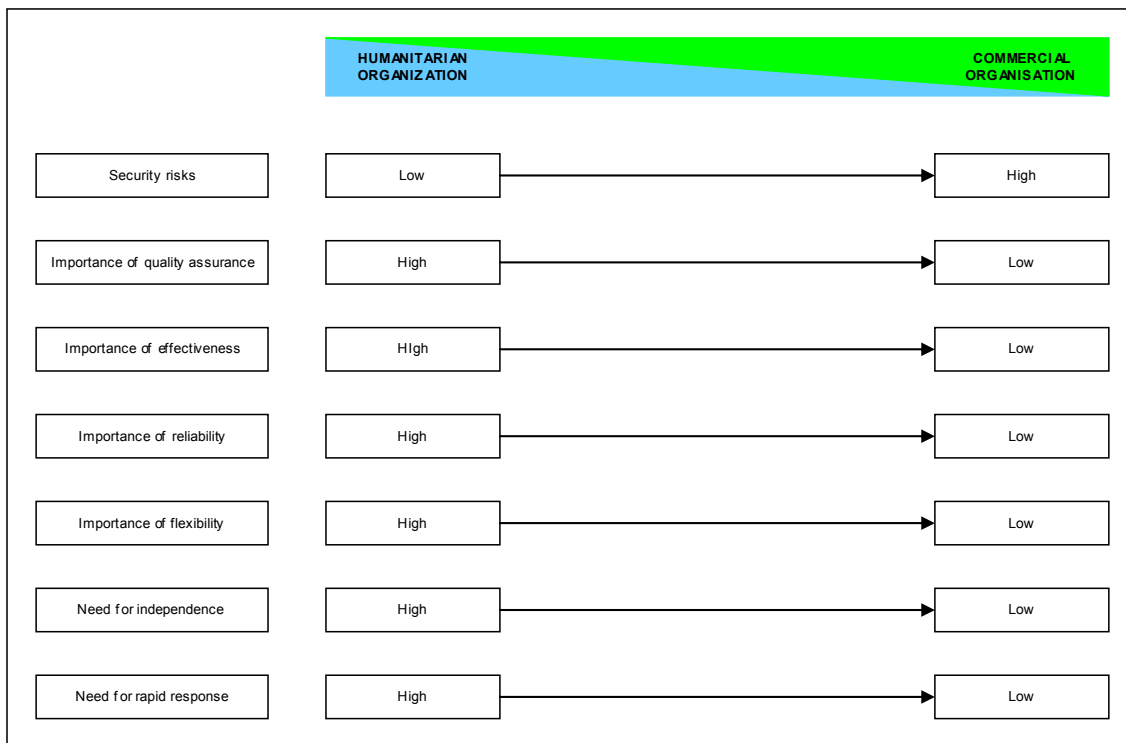 HUMANITARIAN
ORGANIZATION
COMMERCIAL
ORGANISATION
Security risks
Low
High
Importance of quality assurance
High
Low
Importance of effectiveness
HIgh
Low
Importance of reliability
High
Low
Importance of flexibility
High
Low
Need for independence
High
Low
Need for rapid response
High
Low